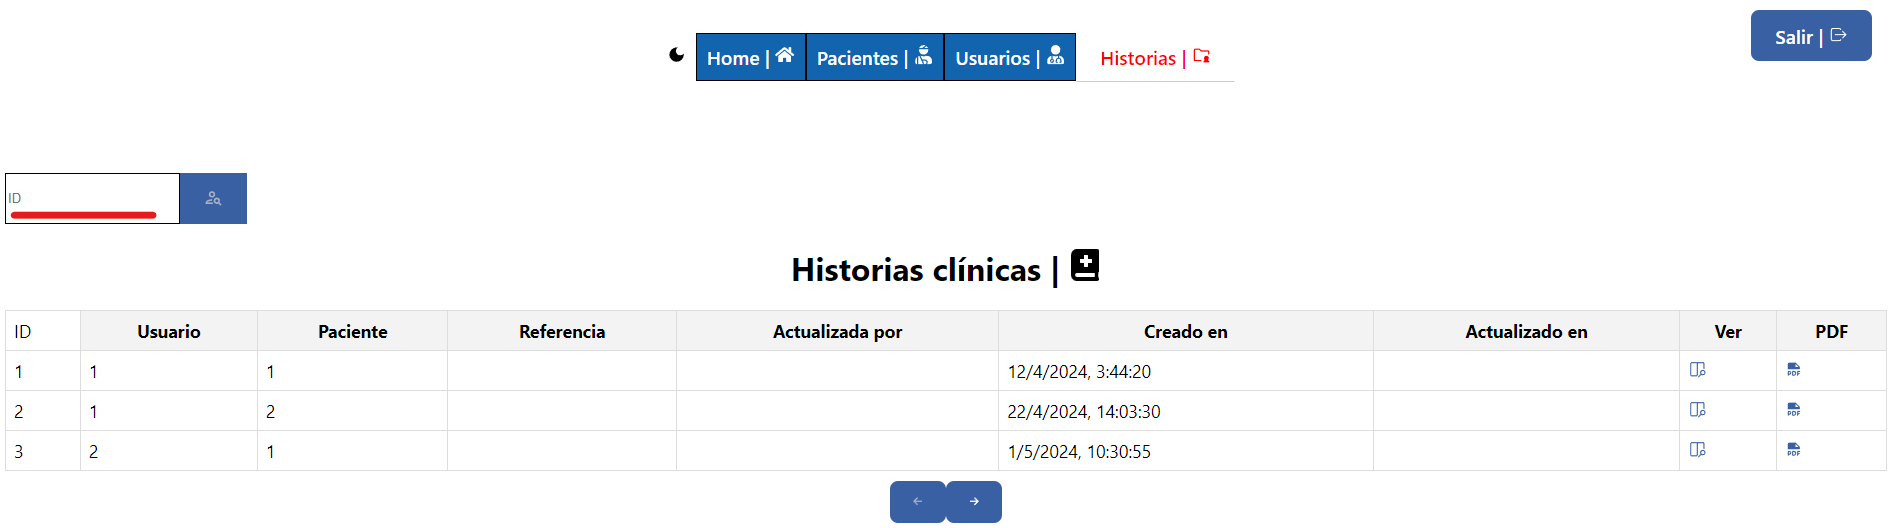 Salir |
Home | Pacientes | Usuarios | Historias |
ID
Historias clínicas |
ID Usuario Paciente Referencia Actualizada por Creado en Actualizado en Ver PDF
1 1 1 12/4/2024, 3:44:20 PDF
2 1 2 22/4/2024, 14:03:30 PDF
3 2 1 1/5/2024, 10:30:55 PDF